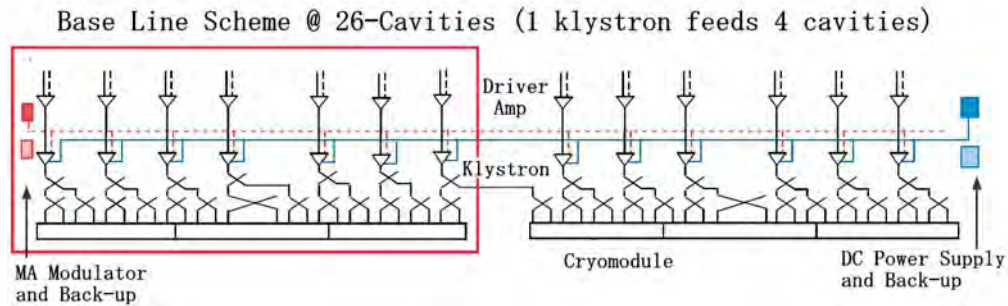 Base Line Scheme @ 26-Cavities (1 klystron feeds 4 cavities)
Driver
Amp
Klystron
Cryomodule
MA Modulator
and Back-up
DC Power Supply
and Back-up